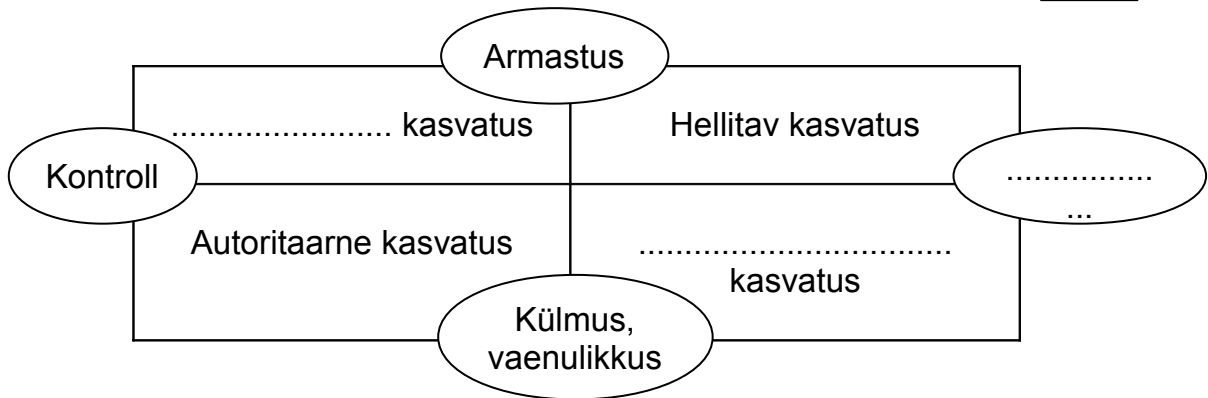 Armastus
........................ kasvatus
Hellitav kasvatus
Kontroll
................
...
Autoritaarne kasvatus
..................................
kasvatus
Külmus,
vaenulikkus